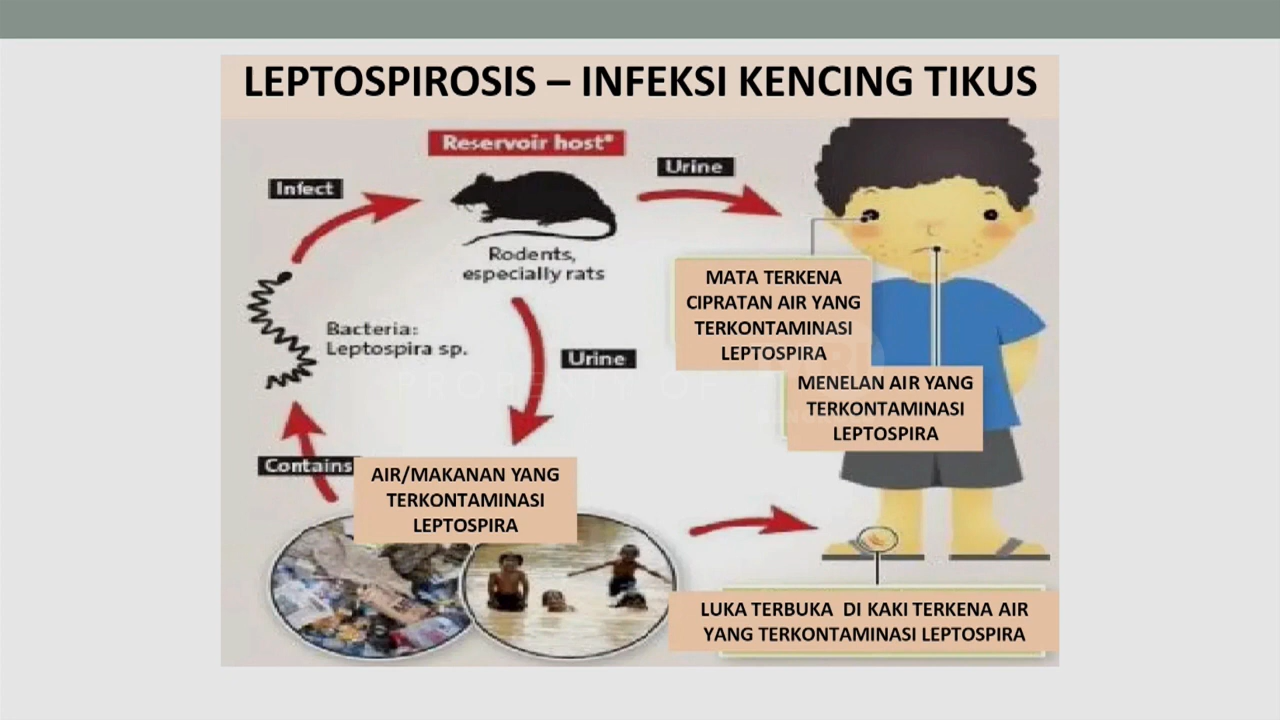 LEPTOSPIROSIS – INFEKSI KENCING TIKUS
Reservoir host*
Infect
Urine
Rodents,
especially rats
MATA TERKENA
CIPRATAN AIR YANG
TERKONTAMINASI
LEPTOSPIRA
Bacteria:
Leptospira sp.
Urine
PROPERTY OF
MENELAN AIR YANG
TERKONTAMINASI
LEPTOSPIRA
Contains
AIR/MAKANAN YANG
TERKONTAMINASI
LEPTOSPIRA
LUKA TERBUKA DI KAKI TERKENA AIR
YANG TERKONTAMINASI LEPTOSPIRA